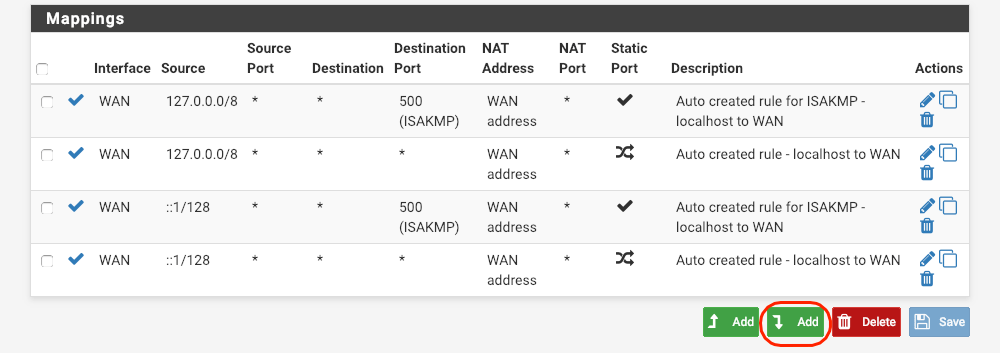 Mappings
Interface Source Source Port Destination Destination Port NAT Address NAT Port Static Port Description Actions
WAN 127.0.0.0/8 * * 500 (ISAKMP) WAN address * Auto created rule for ISAKMP - localhost to WAN
WAN 127.0.0.0/8 * * * WAN address * Auto created rule - localhost to WAN
WAN ::1/128 * * 500 (ISAKMP) WAN address * Auto created rule for ISAKMP - localhost to WAN
WAN ::1/128 * * * WAN address * Auto created rule - localhost to WAN
Add Add Delete Save